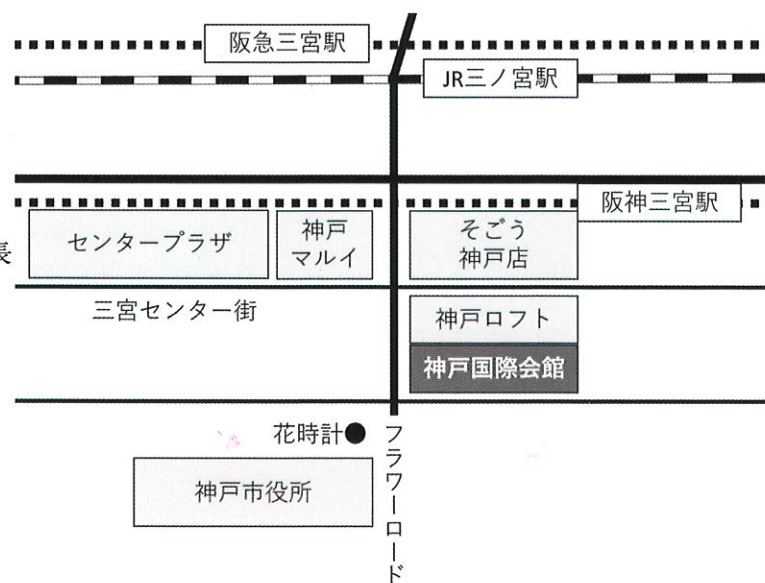 阪急三宮駅
JR三ノ宮駅
阪神三宮駅
長
センタープラザ
神戸
マルイ
そごう
神戸店
三宮センター街
神戸ロフト
神戸国際会館
花時計
フラワーロード
神戸市役所